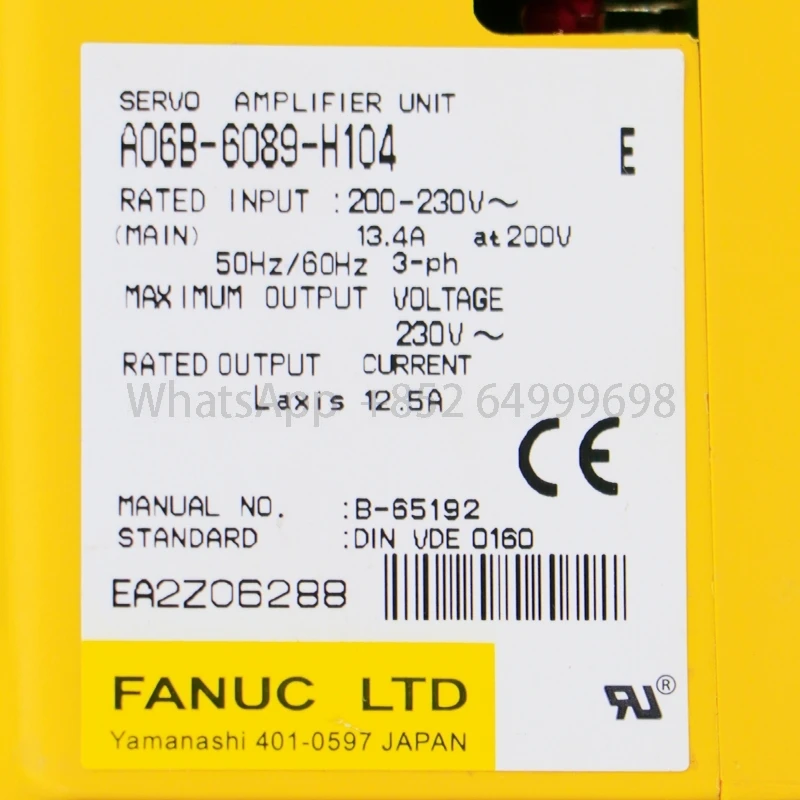 SERVO AMPLIFIER UNIT
A06B-6089-H104 E
RATED INPUT : 200-230V～
(MAIN) 13.4A at 200V
50Hz/60Hz 3-ph
MAXIMUM OUTPUT VOLTAGE
230V～
RATED OUTPUT CURRENT
WhatsApp +852 64999698
Laxis 12.5A
CE
MANUAL NO. :B-65192
STANDARD :DIN VDE 0160
EA2Z06288
FANUC LTD
Yamanashi 401-0597 JAPAN
RU®